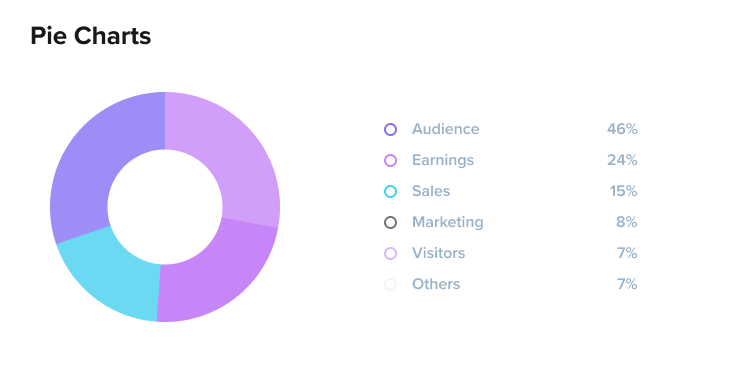 Pie Charts
Audience 46%
Earnings 24%
Sales 15%
Marketing 8%
Visitors 7%
Others 7%